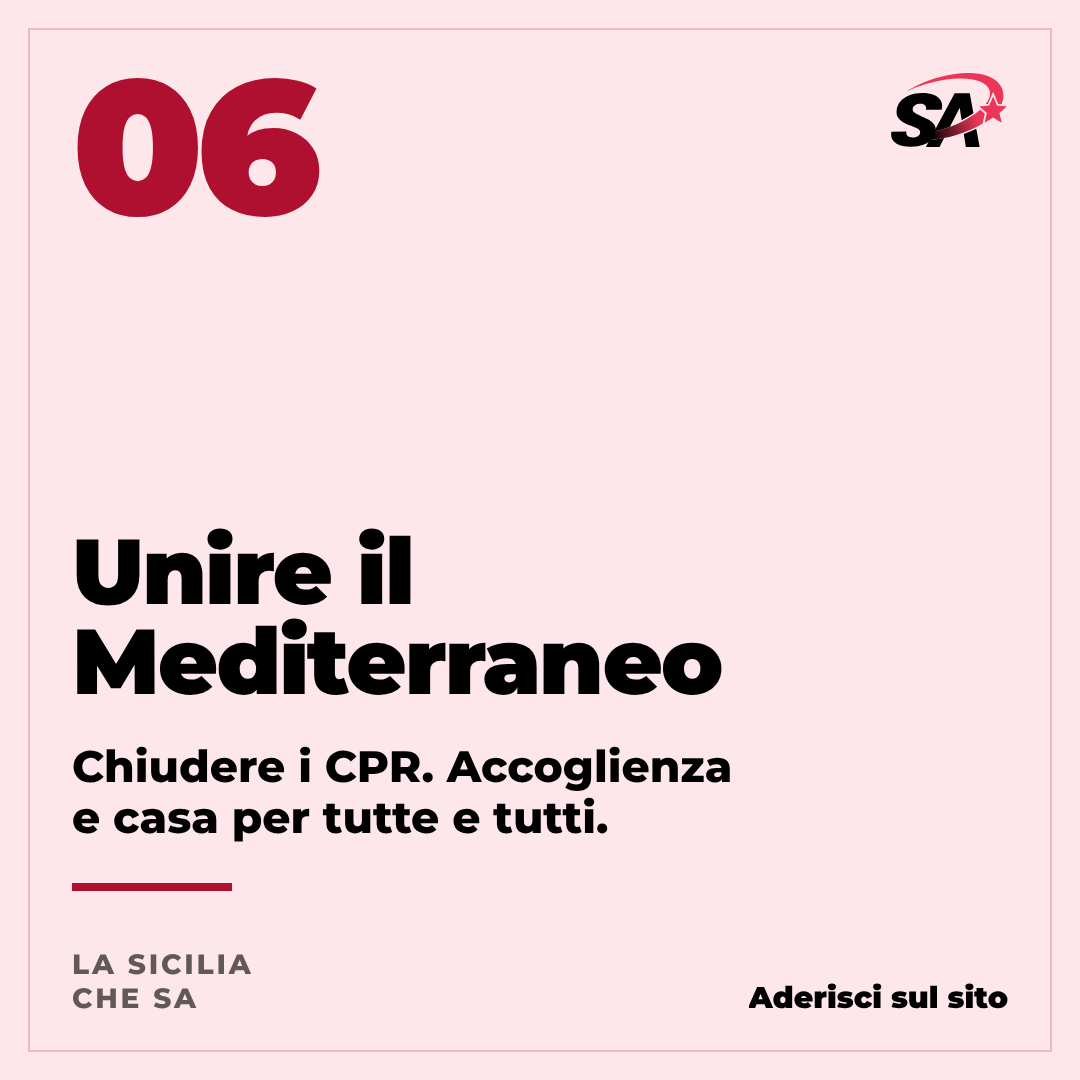 06
SA
Unire il
Mediterraneo
Chiudere i CPR. Accoglienza
e casa per tutte e tutti.
LA SICILIA
CHE SA
Aderisci sul sito